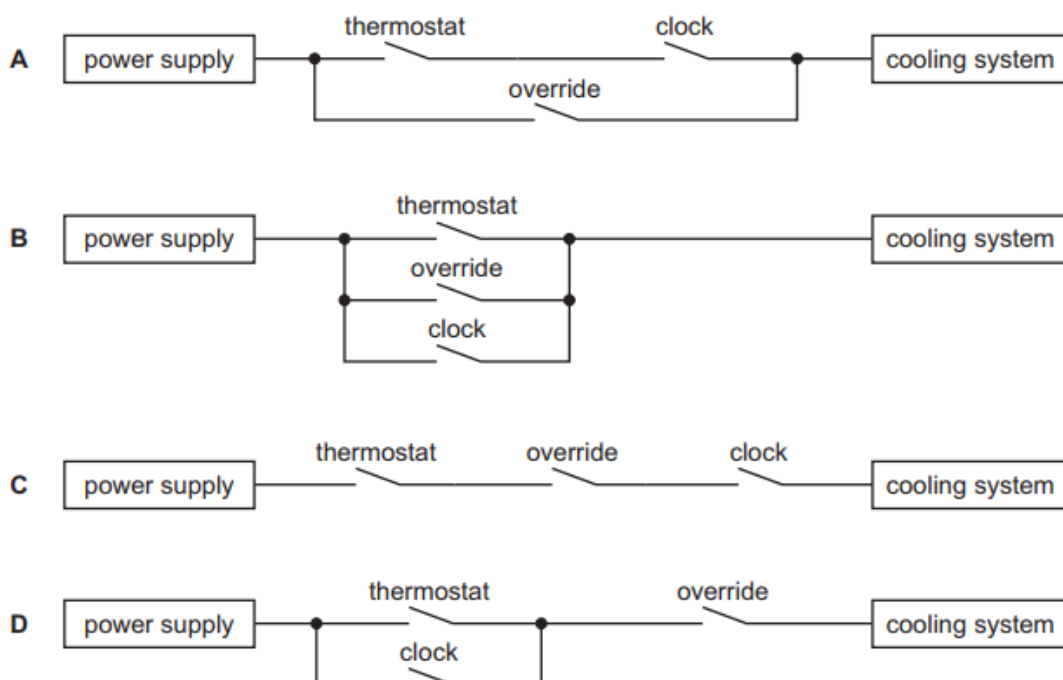 thermostat clock
A power supply cooling system
override
thermostat
B power supply cooling system
override
clock
thermostat override clock
C power supply cooling system
thermostat override
D power supply cooling system
clock